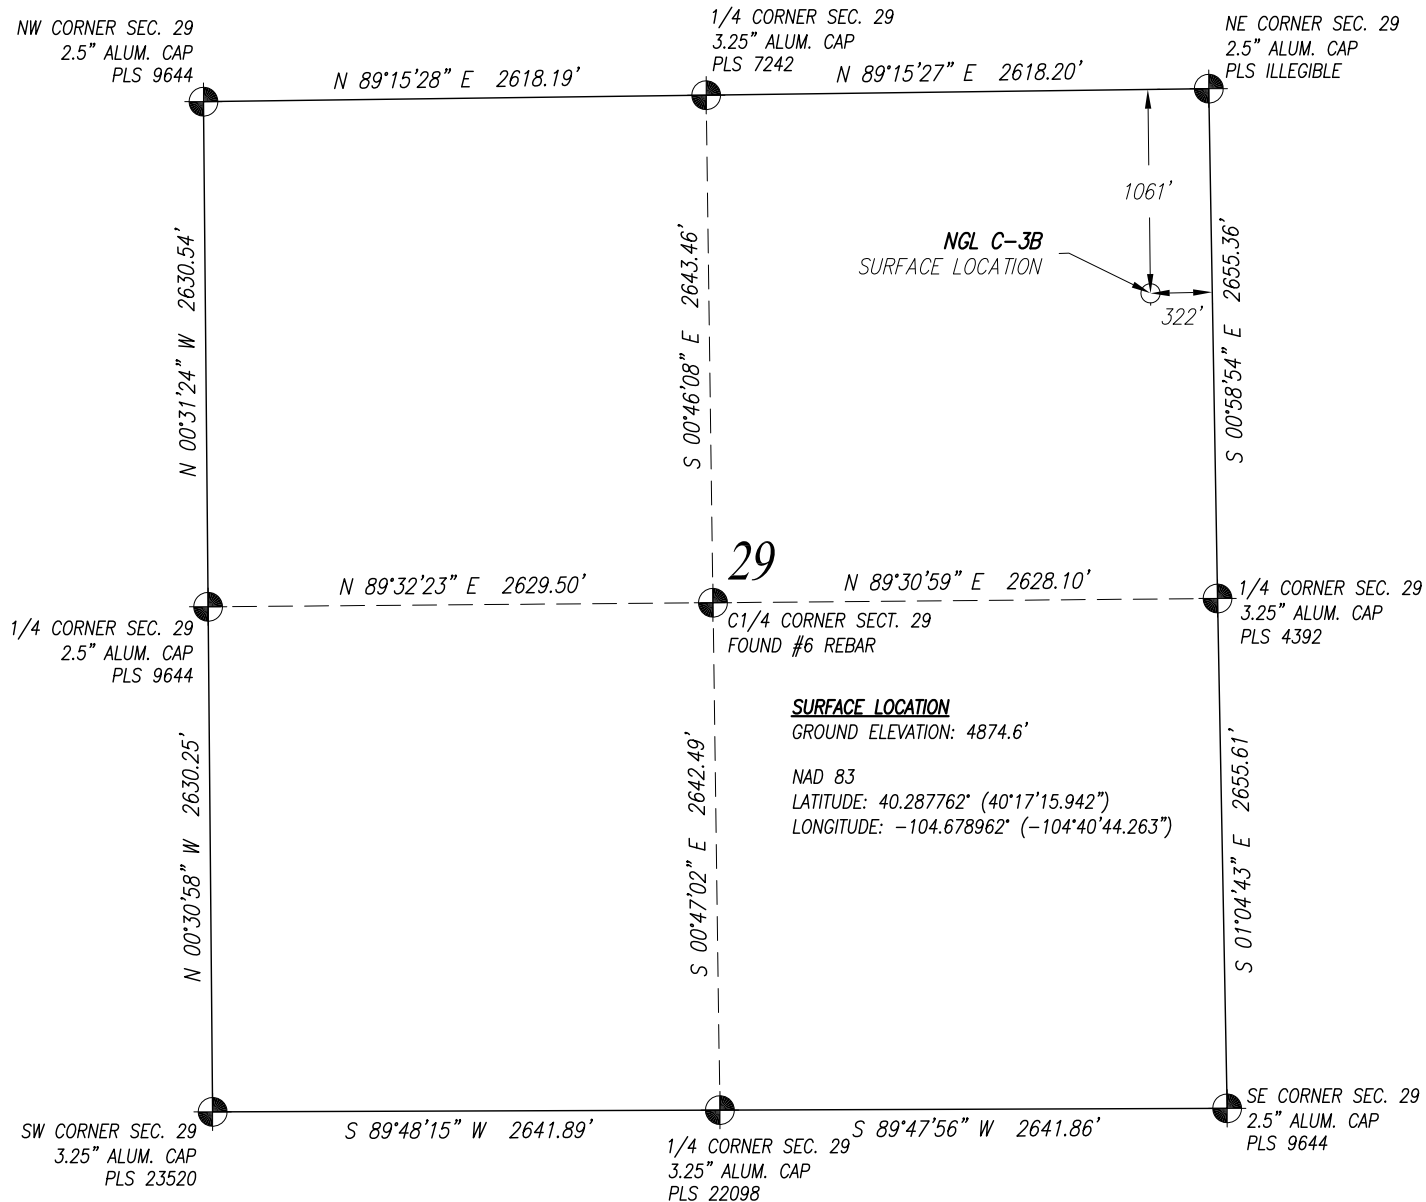 NW CORNER SEC. 29
2.5" ALUM. CAP
PLS 9644
1/4 CORNER SEC. 29
3.25" ALUM. CAP
PLS 7242
NE CORNER SEC. 29
2.5" ALUM. CAP
PLS ILLEGIBLE
N 89°15'28" E 2618.19'
N 89°15'27" E 2618.20'
1061'
NGL C-3B
SURFACE LOCATION
322'
N 00°31'24" W 2630.54'
S 00°46'08" E 2643.46'
S 00°58'54" E 2655.36'
29
N 89°32'23" E 2629.50'
N 89°30'59" E 2628.10'
1/4 CORNER SEC. 29
2.5" ALUM. CAP
PLS 9644
C1/4 CORNER SECT. 29
FOUND #6 REBAR
1/4 CORNER SEC. 29
3.25" ALUM. CAP
PLS 4392
SURFACE LOCATION
GROUND ELEVATION: 4874.6'
NAD 83
LATITUDE: 40.287762° (40°17'15.942")
LONGITUDE: -104.678962° (-104°40'44.263")
N 00°30'58" W 2630.25'
S 00°47'02" E 2642.49'
S 01°04'43" E 2655.61'
SW CORNER SEC. 29
3.25" ALUM. CAP
PLS 23520
S 89°48'15" W 2641.89'
1/4 CORNER SEC. 29
3.25" ALUM. CAP
PLS 22098
S 89°47'56" W 2641.86'
SE CORNER SEC. 29
2.5" ALUM. CAP
PLS 9644